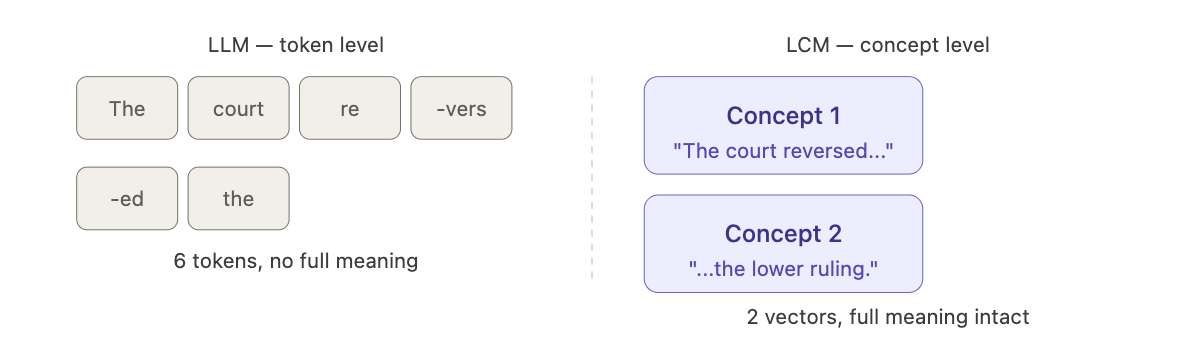 LLM — token level
The court re -vers
-ed the
6 tokens, no full meaning
LCM — concept level
Concept 1
"The court reversed..."
Concept 2
"...the lower ruling."
2 vectors, full meaning intact